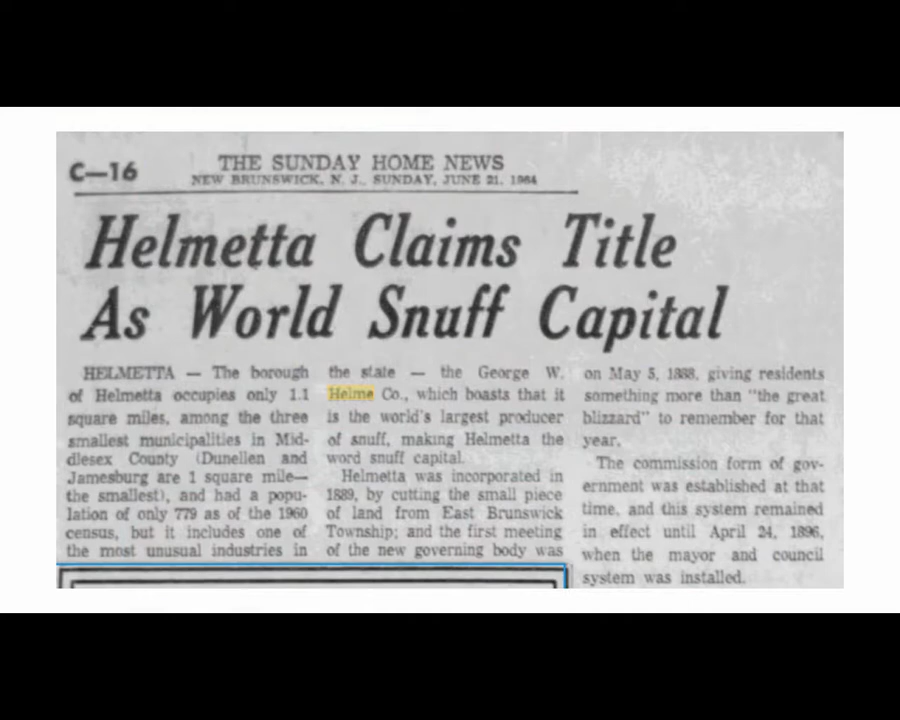 C—16
THE SUNDAY HOME NEWS
NEW BRUNSWICK, N. J., SUNDAY, JUNE 21, 1964
Helmetta Claims Title
As World Snuff Capital
HELMETTA — The borough
of Helmetta occupies only 1.1
square miles, among the three
smallest municipalities in Mid-
dlesex County (Dunellen and
Jamesburg are 1 square mile—
the smallest), and had a popu-
lation of only 779 as of the 1960
census, but it includes one of
the most unusual industries in
the state — the George W.
Helme Co., which boasts that it
is the world's largest producer
of snuff, making Helmetta the
word snuff capital.
Helmetta was incorporated in
1889, by cutting the small piece
of land from East Brunswick
Township; and the first meeting
of the new governing body was
on May 5, 1888, giving residents
something more than "the great
blizzard" to remember for that
year.
The commission form of gov-
ernment was established at that
time, and this system remained
in effect until April 24, 1896,
when the mayor and council
system was installed.